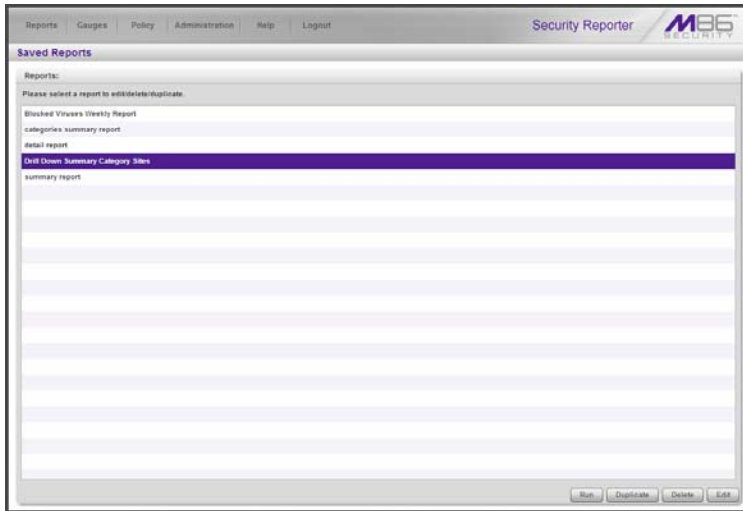 Reports Gauges Policy Administration Help Logout Security Reporter M86 SECURITY
Saved Reports
Reports:
Please select a report to edit/delete/duplicate.
Blocked Viruses Weekly Report
categories summary report
detail report
Drill Down Summary Category Sites
summary report
Run Duplicate Delete Edit